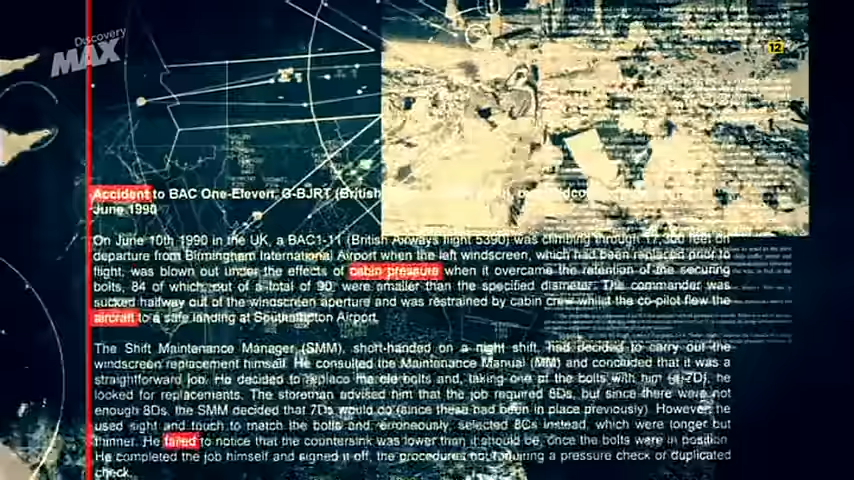 Discovery
MAX
12
Accident to BAC One-Eleven, G-BJRT (British
June 1990
On June 10th 1990 in the UK, a BAC1-11 (British Airways flight 5390) was climbing through 17,300 feet on
departure from Birmingham International Airport when the left windscreen, which had been replaced prior to
flight, was blown out under the effects of cabin pressure when it overcame the retention of the securing
bolts, 84 of which, out of a total of 90, were smaller than the specified diameter. The commander was
sucked halfway out of the windscreen aperture and was restrained by cabin crew whilst the co-pilot flew the
aircraft to a safe landing at Southampton Airport.
The Shift Maintenance Manager (SMM), short-handed on a night shift, had decided to carry out the
windscreen replacement himself. He consulted the Maintenance Manual (MM) and concluded that it was a
straightforward job. He decided to replace the old bolts and, taking one of the bolts with him (a 7D), he
looked for replacements. The storeman advised him that the job required 8Ds, but since there were not
enough 8Ds, the SMM decided that 7Ds would do (since these had been in place previously). However, he
used sight and touch to match the bolts and, erroneously, selected 8Cs instead, which were longer but
thinner. He failed to notice that the countersink was lower than it should be, once the bolts were in position
He completed the job himself and signed it off, the procedures not requiring a pressure check or duplicated
check.